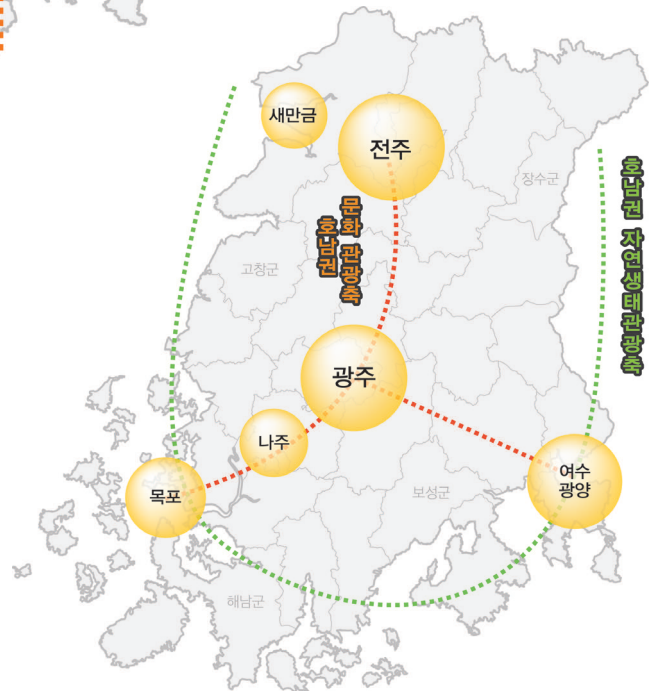 새만금
전주
장수군
호남권
문화 관광축
호남권 자연생태관광축
고창군
광주
나주
목포
여수
광양
보성군
해남군